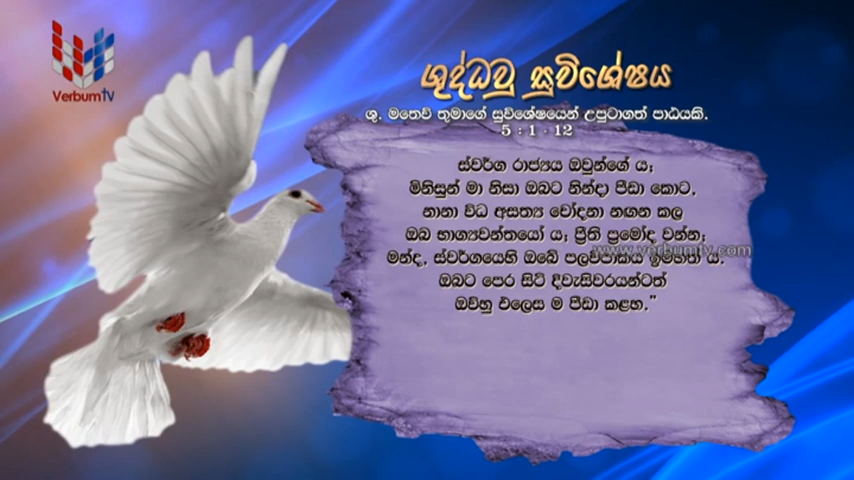 VerbumTV
ශුද්ධවූ සුවිශේෂය
ශු. මතෙව් තුමාගේ සුවිශේෂයෙන් උපුටාගත් පාඨයකි.
5 : 1 - 12
ස්වර්ග රාජ්‍යය ඔවුන්ගේ ය;
මිනිසුන් මා නිසා ඔබට නින්දා පීඩා කොට,
නානා විධ අසත්‍ය චෝදනා නඟන කල
ඔබ භාග්‍යවන්තයෝ ය; ප්‍රීති ප්‍රමෝද වන්න;
www.verbumtv.com
මන්ද, ස්වර්ගයෙහි ඔබේ පලවිපාකය ඉමහත් ය.
ඔබට පෙර සිටි දිවැසිවරයන්ටත්
ඔව්හු එලෙස ම පීඩා කළහ."